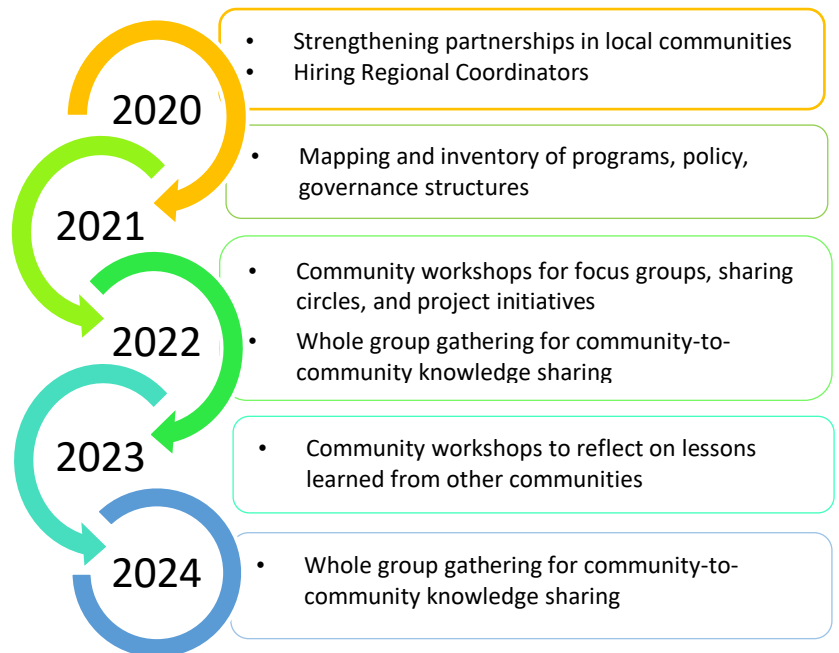 2020
• Strengthening partnerships in local communities
• Hiring Regional Coordinators
2021
• Mapping and inventory of programs, policy,
governance structures
2022
• Community workshops for focus groups, sharing
circles, and project initiatives
• Whole group gathering for community-to-
community knowledge sharing
2023
• Community workshops to reflect on lessons
learned from other communities
2024
• Whole group gathering for community-to-
community knowledge sharing